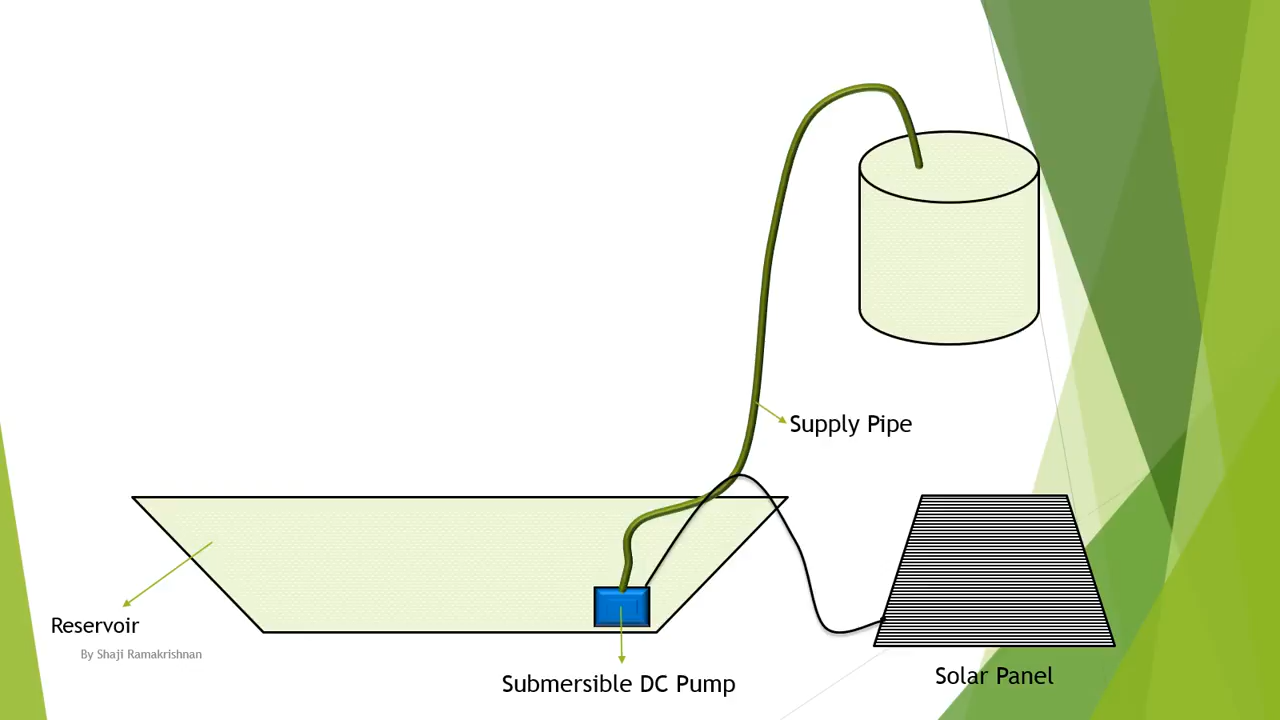 Supply Pipe
Reservoir
By Shaji Ramakrishnan
Submersible DC Pump
Solar Panel